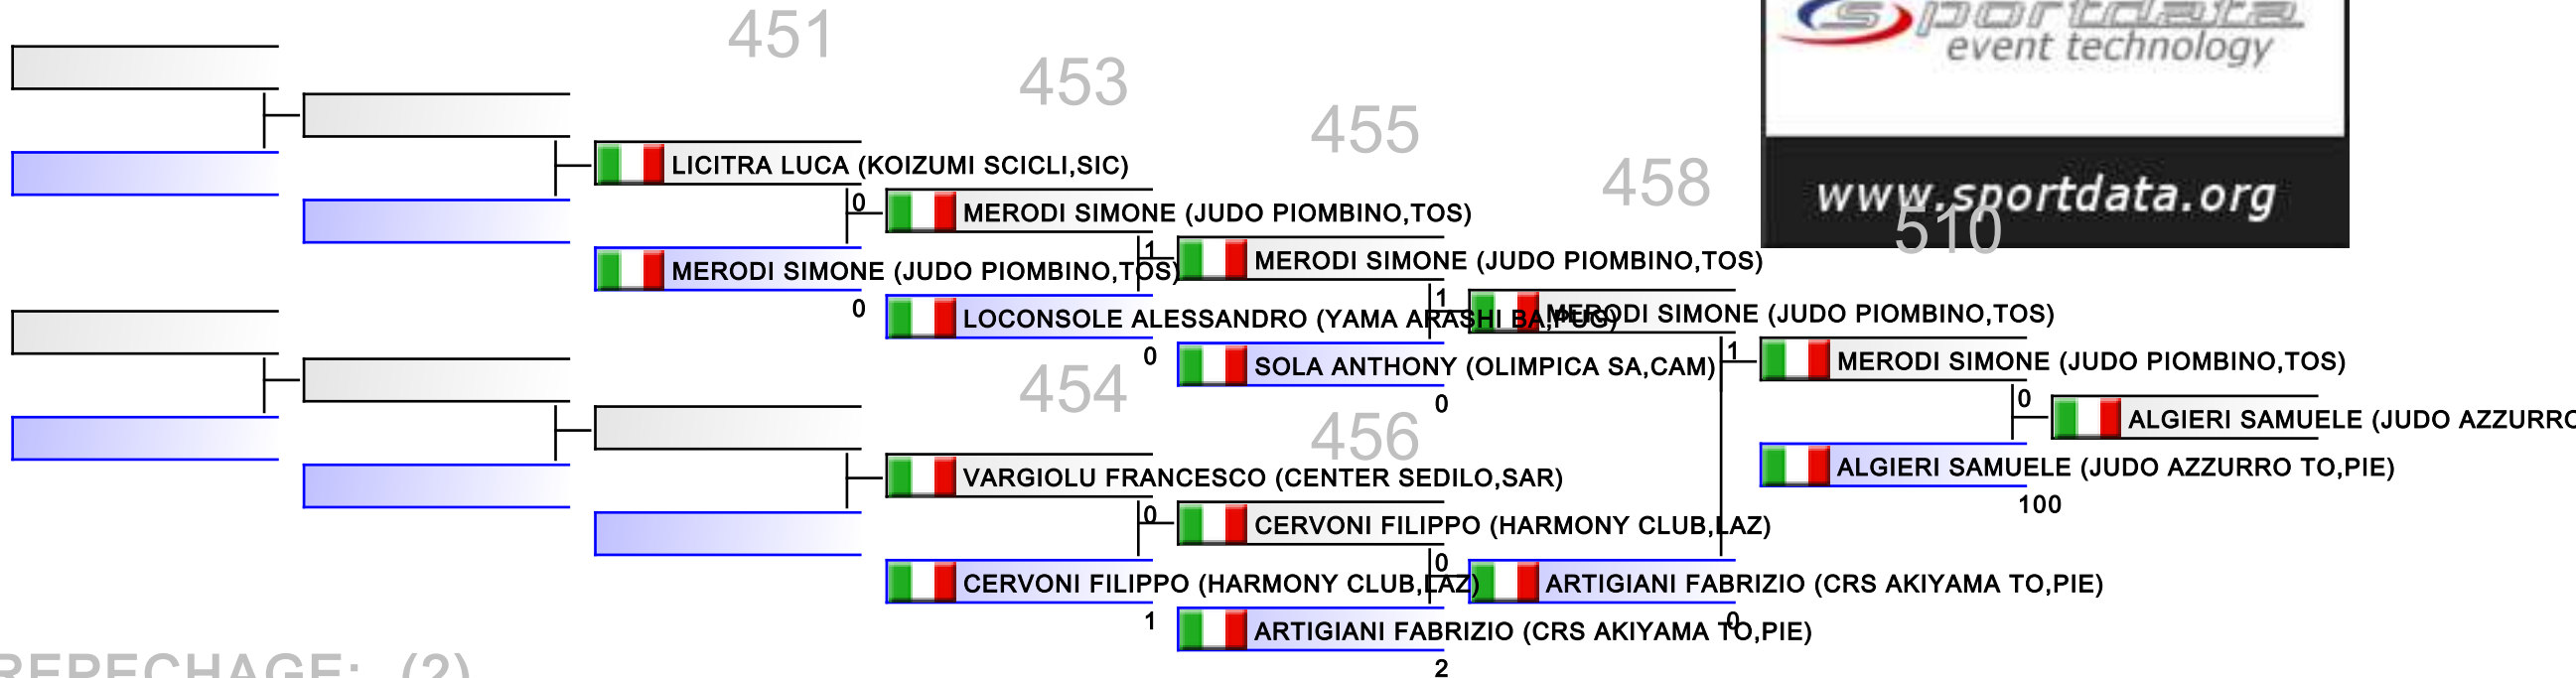 sportdata
event technology
www.sportdata.org
451
453
455
458
510
LICITRA LUCA (KOIZUMI SCICLI,SIC)
0
MERODI SIMONE (JUDO PIOMBINO,TOS)
MERODI SIMONE (JUDO PIOMBINO,TOS)
0
1
MERODI SIMONE (JUDO PIOMBINO,TOS)
LOCONSOLE ALESSANDRO (YAMA ARASHI BA,PUG)
0
1
MERODI SIMONE (JUDO PIOMBINO,TOS)
SOLA ANTHONY (OLIMPICA SA,CAM)
0
1
MERODI SIMONE (JUDO PIOMBINO,TOS)
0
ALGIERI SAMUELE (JUDO AZZURRO
ALGIERI SAMUELE (JUDO AZZURRO TO,PIE)
100
454
456
VARGIOLU FRANCESCO (CENTER SEDILO,SAR)
0
CERVONI FILIPPO (HARMONY CLUB,LAZ)
CERVONI FILIPPO (HARMONY CLUB,LAZ)
1
0
ARTIGIANI FABRIZIO (CRS AKIYAMA TO,PIE)
0
ARTIGIANI FABRIZIO (CRS AKIYAMA TO,PIE)
2
REPECHAGE: (2)